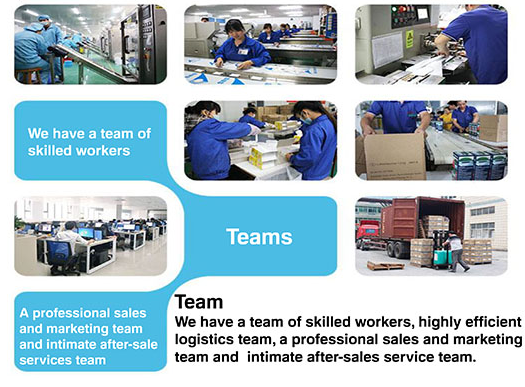 We have a team of
skilled workers
Teams
A professional sales
and marketing team
and intimate after-sale
services team
Team
We have a team of skilled workers, highly efficient
logistics team, a professional sales and marketing
team and intimate after-sales service team.